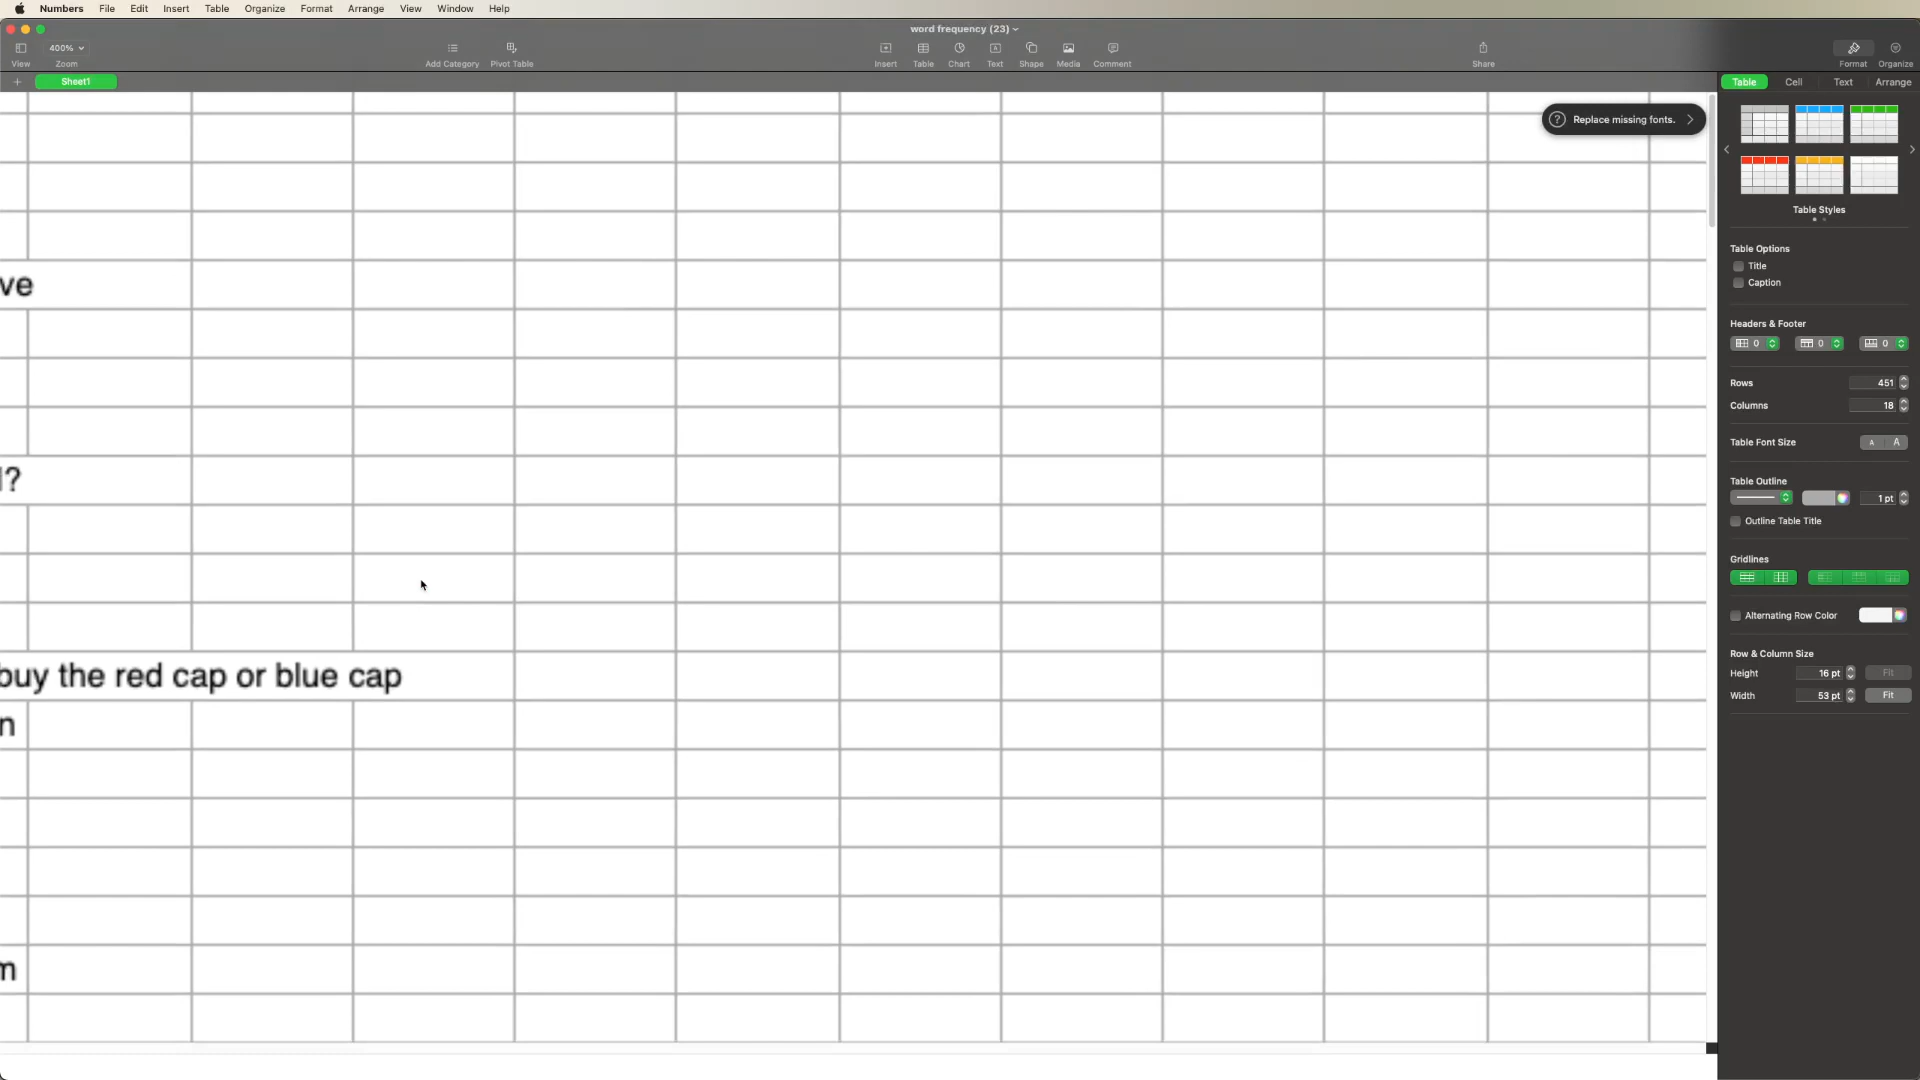 Numbers File Edit Insert Table Organize Format Arrange View Window Help
word frequency (23)
400%
View Zoom Add Category Pivot Table Insert Table Chart Text Shape Media Comment Share Format Organize
Sheet1
Table Cell Text Arrange
Replace missing fonts.
Table Styles
Table Options
Title
Caption
ve
Headers & Footer
0 0 0
Rows 451
Columns 18
Table Font Size A A
?
Table Outline
1 pt
Outline Table Title
Gridlines
Alternating Row Color
Row & Column Size
Height 16 pt Fit
Width 53 pt Fit
buy the red cap or blue cap
n
m